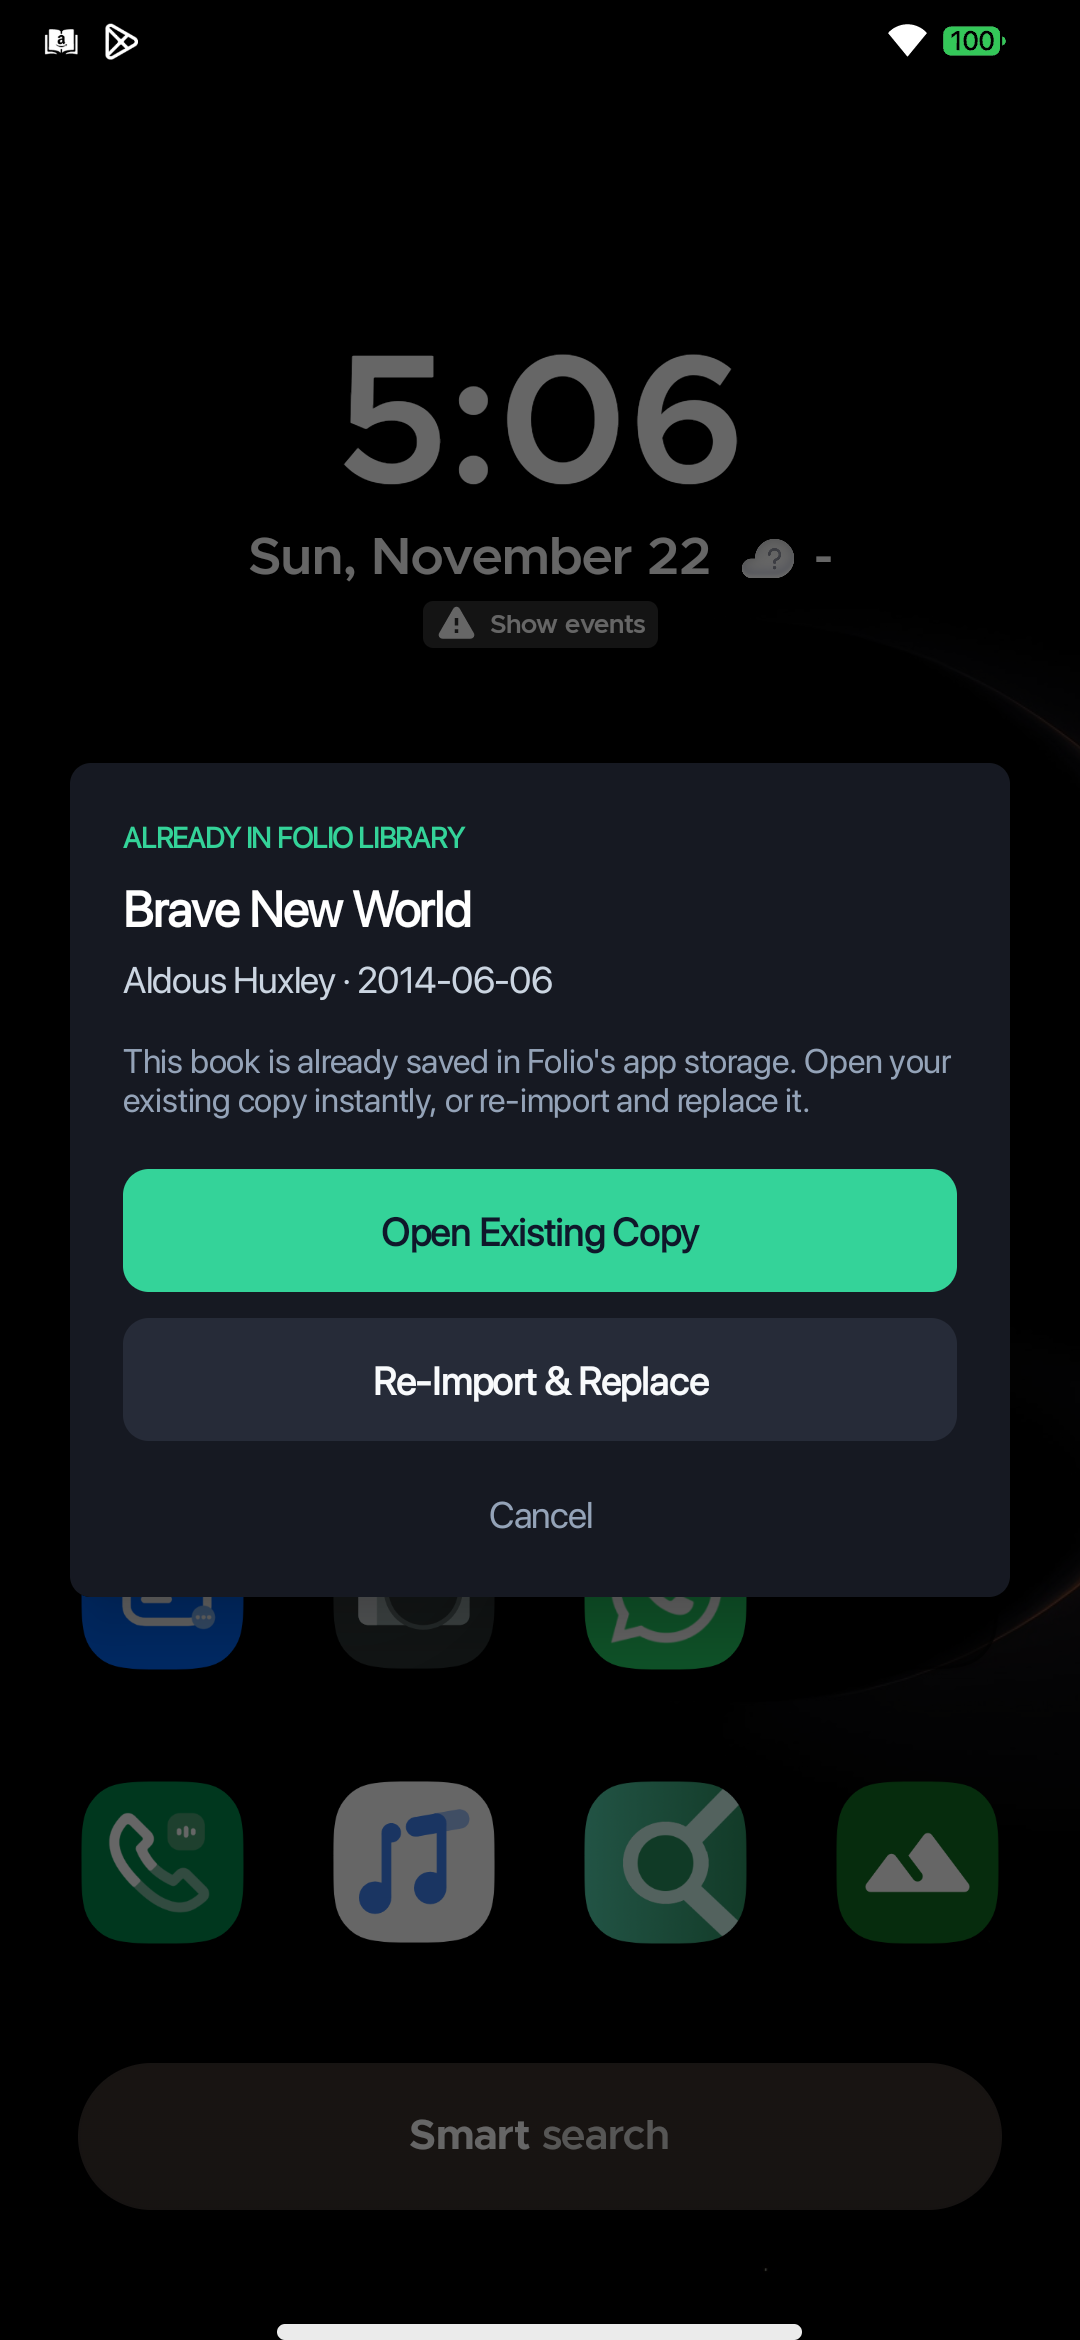 100
5:06
Sun, November 22 -
Show events
ALREADY IN FOLIO LIBRARY
Brave New World
Aldous Huxley · 2014-06-06
This book is already saved in Folio's app storage. Open your
existing copy instantly, or re-import and replace it.
Open Existing Copy
Re-Import & Replace
Cancel
Smart search